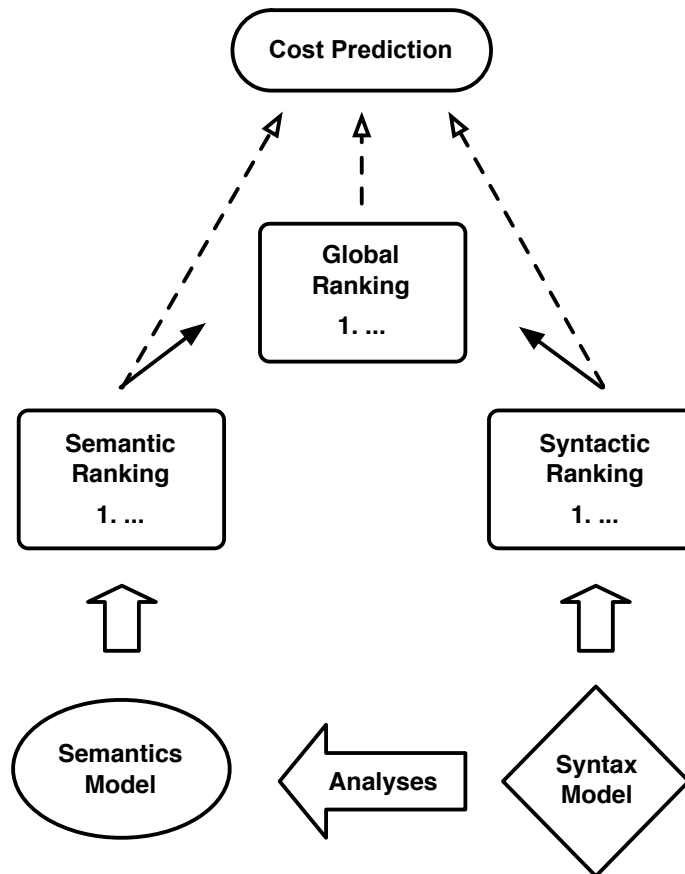 Cost Prediction
Global
Ranking
1. ...
Semantic
Ranking
1. ...
Syntactic
Ranking
1. ...
Semantics
Model
Analyses
Syntax
Model